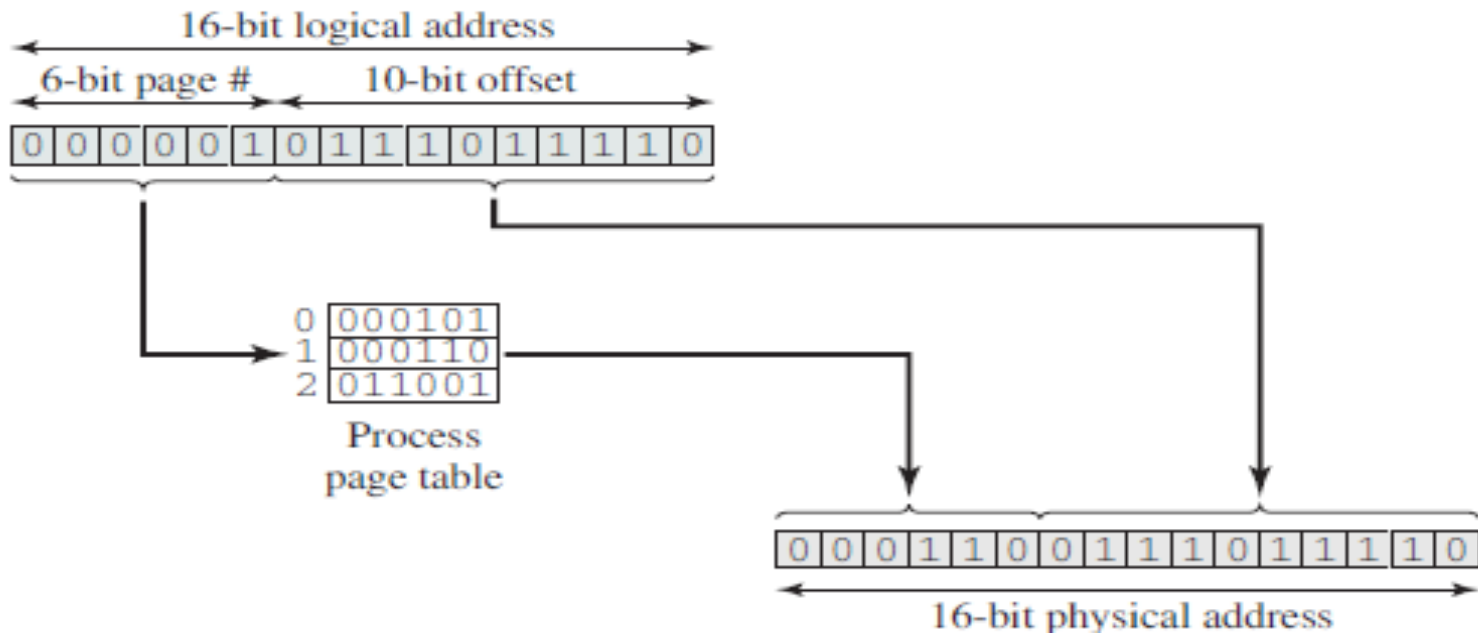 16-bit logical address
6-bit page # 10-bit offset
0 0 0 0 0 1 0 1 1 1 0 1 1 1 1 0
0 000101
1 000110
2 011001
Process
page table
0 0 0 1 1 0 0 1 1 1 0 1 1 1 1 0
16-bit physical address